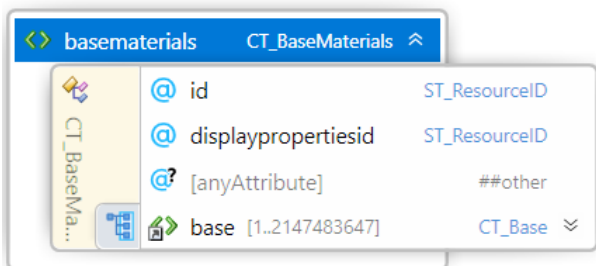 basematerials CT_BaseMaterials
@ id ST_ResourceID
@ displaypropertiesid ST_ResourceID
@? [anyAttribute] ##other
base [1..2147483647] CT_Base
CT_BaseMa...